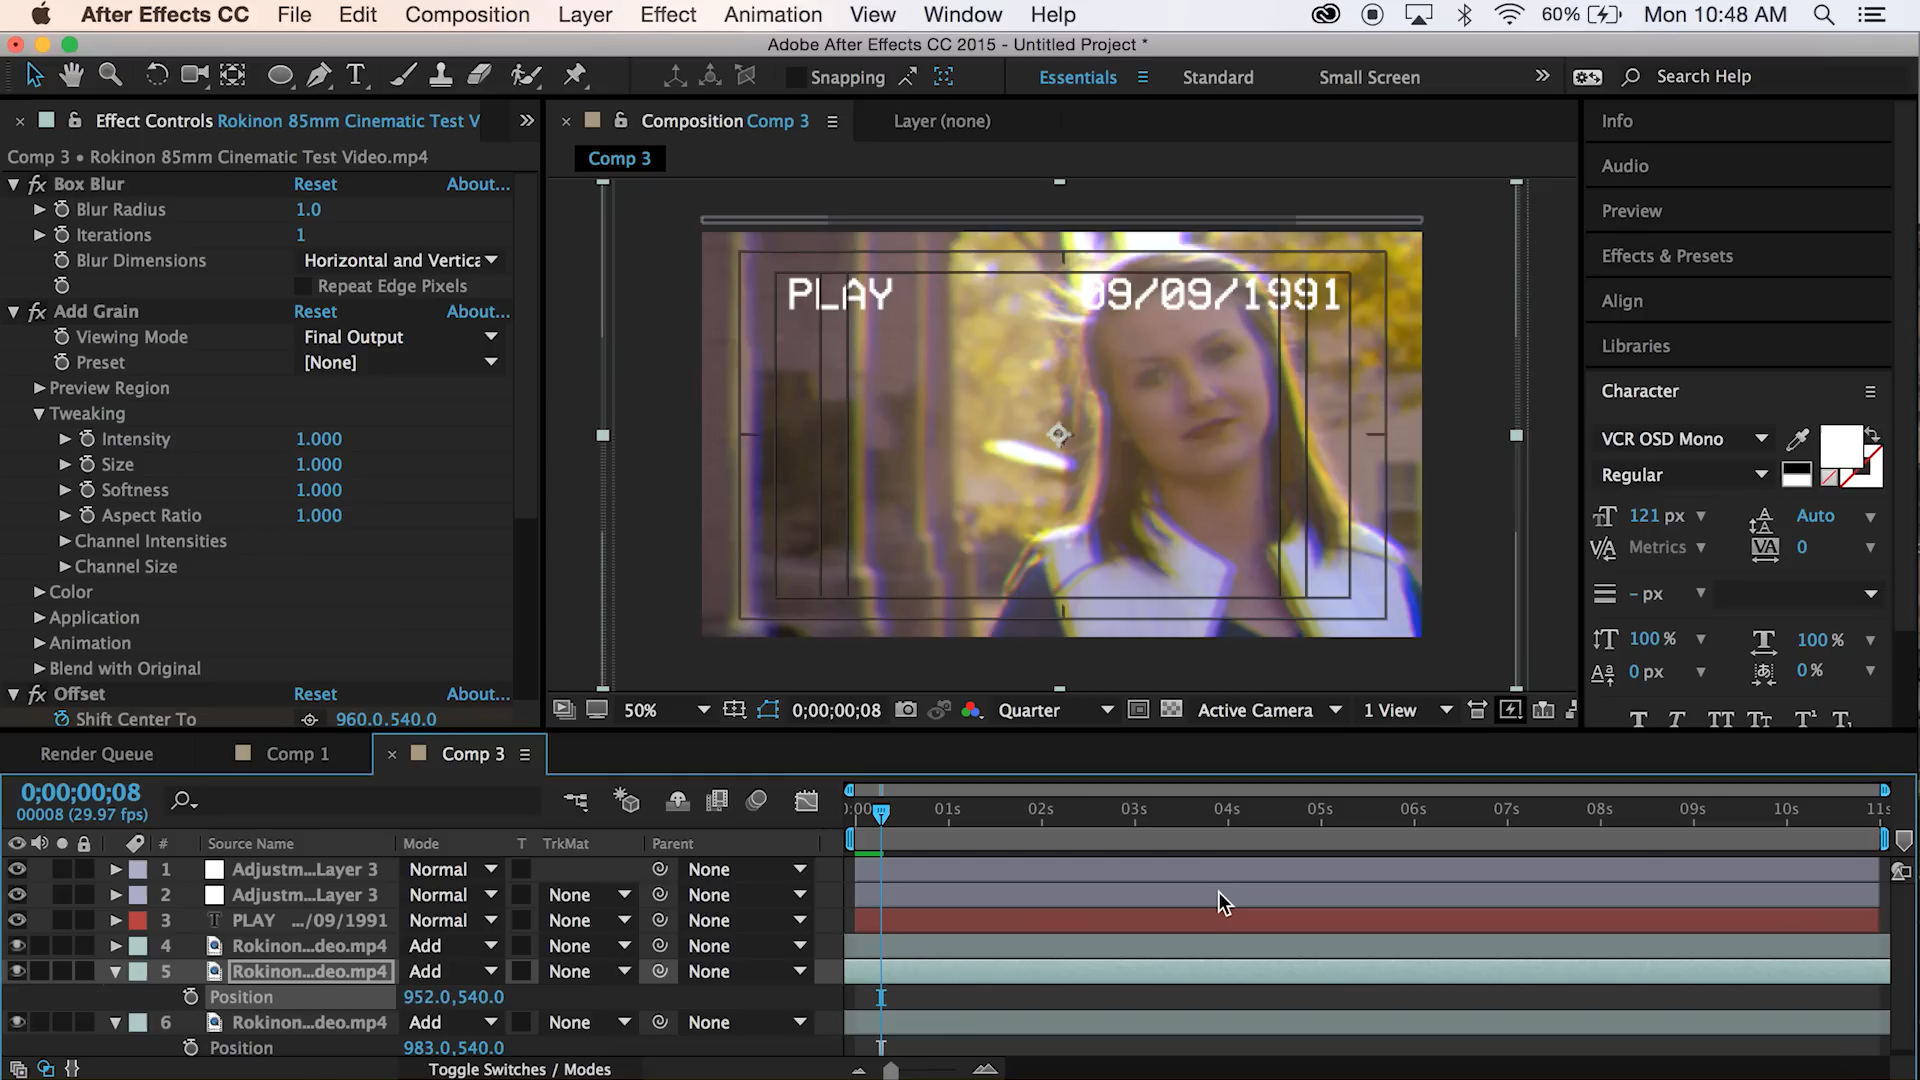 After Effects CC File Edit Composition Layer Effect Animation View Window Help 60% Mon 10:48 AM
Adobe After Effects CC 2015 - Untitled Project *
T Snapping Essentials Standard Small Screen Search Help
Effect Controls Rokinon 85mm Cinematic Test V
Comp 3 • Rokinon 85mm Cinematic Test Video.mp4
fx Box Blur Reset About...
Blur Radius 1.0
Iterations 1
Blur Dimensions Horizontal and Vertica
Repeat Edge Pixels
fx Add Grain Reset About...
Viewing Mode Final Output
Preset [None]
Preview Region
Tweaking
Intensity 1.000
Size 1.000
Softness 1.000
Aspect Ratio 1.000
Channel Intensities
Channel Size
Color
Application
Animation
Blend with Original
fx Offset Reset About...
Shift Center To 960.0,540.0
Composition Comp 3 Layer (none)
Comp 3
PLAY 09/09/1991
50% 0;00;00;08 Quarter Active Camera 1 View
Info
Audio
Preview
Effects & Presets
Align
Libraries
Character
VCR OSD Mono
Regular
121 px Auto
Metrics 0
- px
100 % 100 %
0 px 0 %
T T TT Tт T¹ T₁
Render Queue Comp 1 Comp 3
0;00;00;08
00008 (29.97 fps)
01s 02s 03s 04s 05s 06s 07s 08s 09s 10s 11s
# Source Name Mode T TrkMat Parent
1 Adjustm...Layer 3 Normal None
2 Adjustm...Layer 3 Normal None None
3 T PLAY .../09/1991 Normal None None
4 Rokinon...deo.mp4 Add None None
5 Rokinon...deo.mp4 Add None None
Position 952.0,540.0
6 Rokinon...deo.mp4 Add None None
Position 983.0,540.0
Toggle Switches / Modes